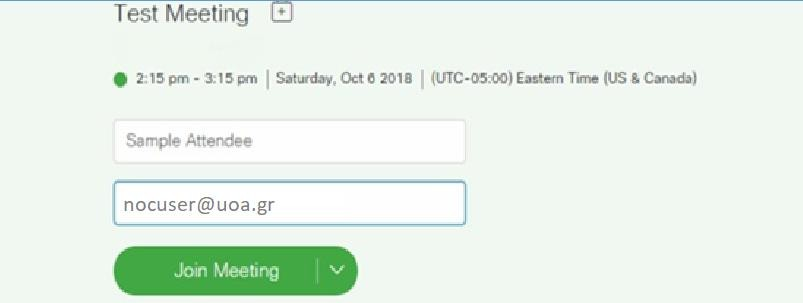 Test Meeting
2:15 pm - 3:15 pm | Saturday, Oct 6 2018 | (UTC-05:00) Eastern Time (US & Canada)
Sample Attendee
nocuser@uoa.gr
Join Meeting